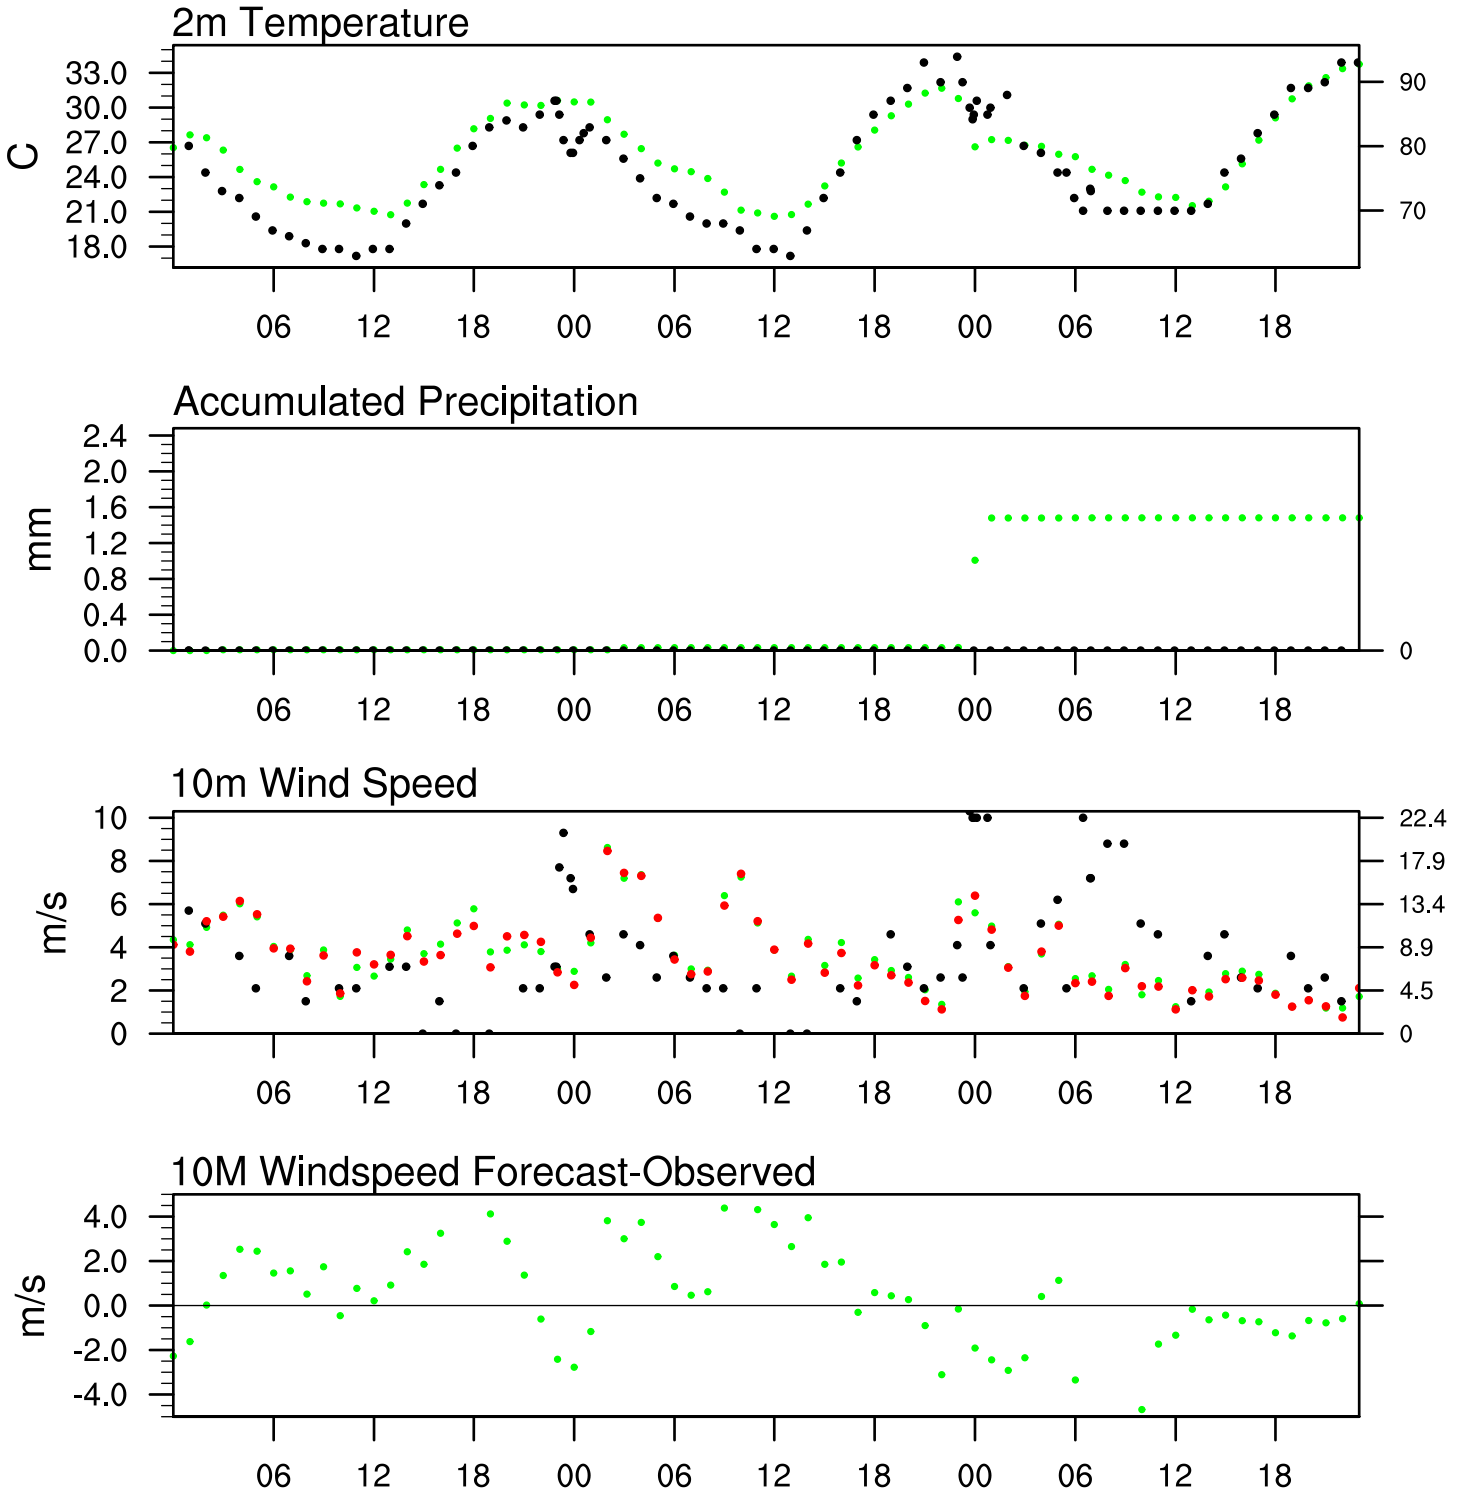 2m Temperature
33.0
30.0
27.0
24.0
21.0
18.0
C
90
80
70
06 12 18 00 06 12 18 00 06 12 18
Accumulated Precipitation
2.4
2.0
1.6
1.2
0.8
0.4
0.0
mm
0
06 12 18 00 06 12 18 00 06 12 18
10m Wind Speed
10
8
6
4
2
0
m/s
22.4
17.9
13.4
8.9
4.5
0
06 12 18 00 06 12 18 00 06 12 18
10M Windspeed Forecast-Observed
4.0
2.0
0.0
-2.0
-4.0
m/s
06 12 18 00 06 12 18 00 06 12 18